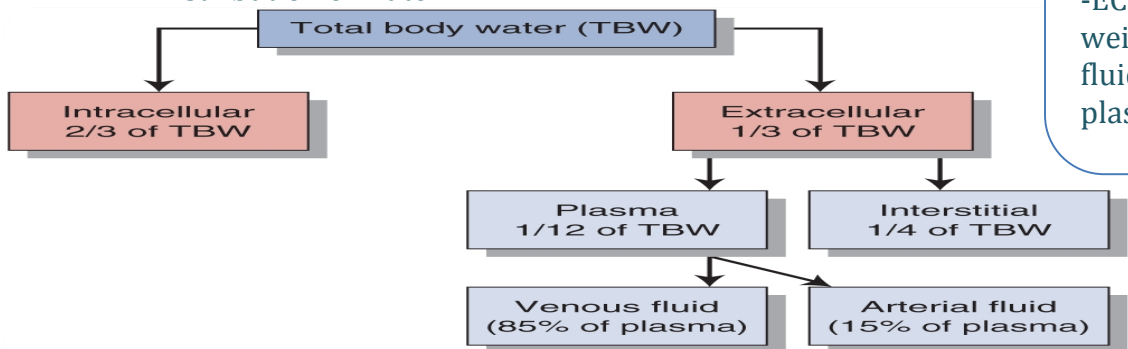 Total body water (TBW)
Intracellular
2/3 of TBW
Extracellular
1/3 of TBW
Plasma
1/12 of TBW
Interstitial
1/4 of TBW
Venous fluid
(85% of plasma)
Arterial fluid
(15% of plasma)
-EC
wei
fluid
plas